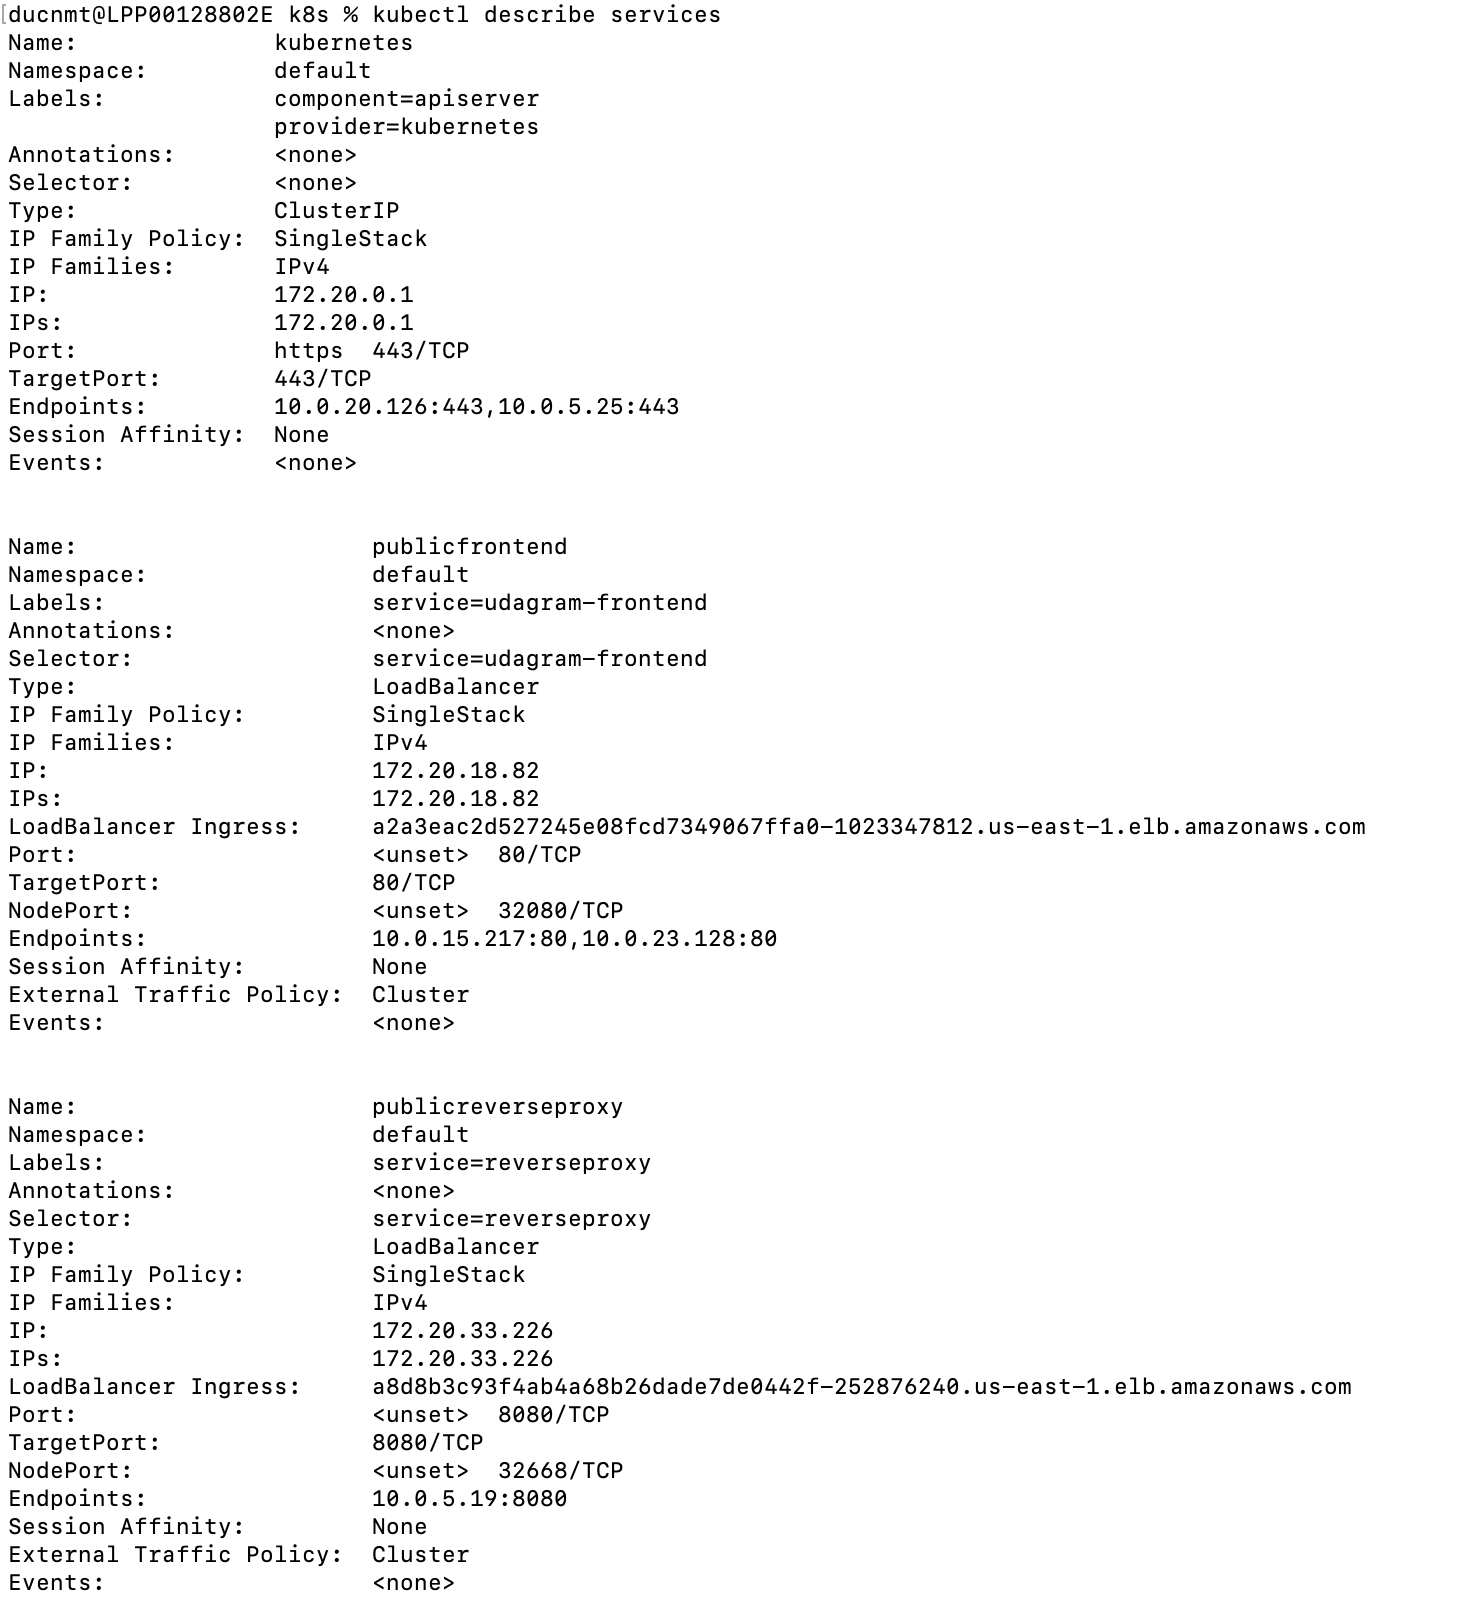 [ducnmt@LPP00128802E k8s % kubectl describe services
Name:              kubernetes
Namespace:         default
Labels:            component=apiserver
                   provider=kubernetes
Annotations:       <none>
Selector:          <none>
Type:              ClusterIP
IP Family Policy:  SingleStack
IP Families:       IPv4
IP:                172.20.0.1
IPs:               172.20.0.1
Port:              https  443/TCP
TargetPort:        443/TCP
Endpoints:         10.0.20.126:443,10.0.5.25:443
Session Affinity:  None
Events:            <none>

Name:                     publicfrontend
Namespace:                default
Labels:                   service=udagram-frontend
Annotations:              <none>
Selector:                 service=udagram-frontend
Type:                     LoadBalancer
IP Family Policy:         SingleStack
IP Families:              IPv4
IP:                       172.20.18.82
IPs:                      172.20.18.82
LoadBalancer Ingress:     a2a3eac2d527245e08fcd7349067ffa0-1023347812.us-east-1.elb.amazonaws.com
Port:                     <unset>  80/TCP
TargetPort:               80/TCP
NodePort:                 <unset>  32080/TCP
Endpoints:                10.0.15.217:80,10.0.23.128:80
Session Affinity:         None
External Traffic Policy:  Cluster
Events:                   <none>

Name:                     publicreverseproxy
Namespace:                default
Labels:                   service=reverseproxy
Annotations:              <none>
Selector:                 service=reverseproxy
Type:                     LoadBalancer
IP Family Policy:         SingleStack
IP Families:              IPv4
IP:                       172.20.33.226
IPs:                      172.20.33.226
LoadBalancer Ingress:     a8d8b3c93f4ab4a68b26dade7de0442f-252876240.us-east-1.elb.amazonaws.com
Port:                     <unset>  8080/TCP
TargetPort:               8080/TCP
NodePort:                 <unset>  32668/TCP
Endpoints:                10.0.5.19:8080
Session Affinity:         None
External Traffic Policy:  Cluster
Events:                   <none>